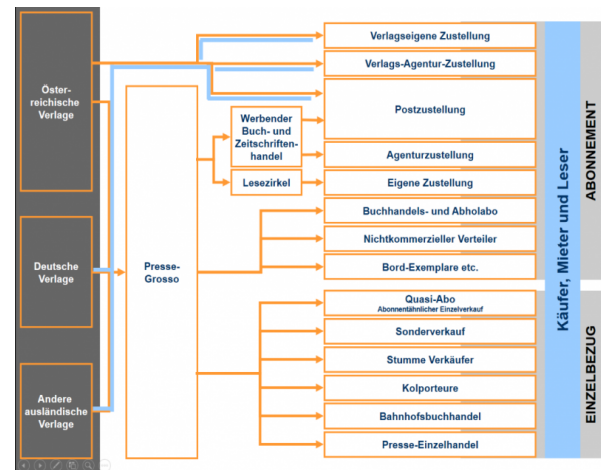 Öster-
reichische
Verlage
Deutsche
Verlage
Andere
ausländische
Verlage
Presse-
Grosso
Werbender
Buch- und
Zeitschriften-
handel
Lesezirkel
Verlagseigene Zustellung
Verlags-Agentur-Zustellung
Postzustellung
Agenturzustellung
Eigene Zustellung
Buchhandels- und Abholabo
Nichtkommerzieller Verteiler
Bord-Exemplare etc.
Quasi-Abo
Abonnentähnlicher Einzelverkauf
Sonderverkauf
Stumme Verkäufer
Kolporteure
Bahnhofsbuchhandel
Presse-Einzelhandel
Käufer, Mieter und Leser
ABONNEMENT
EINZELBEZUG